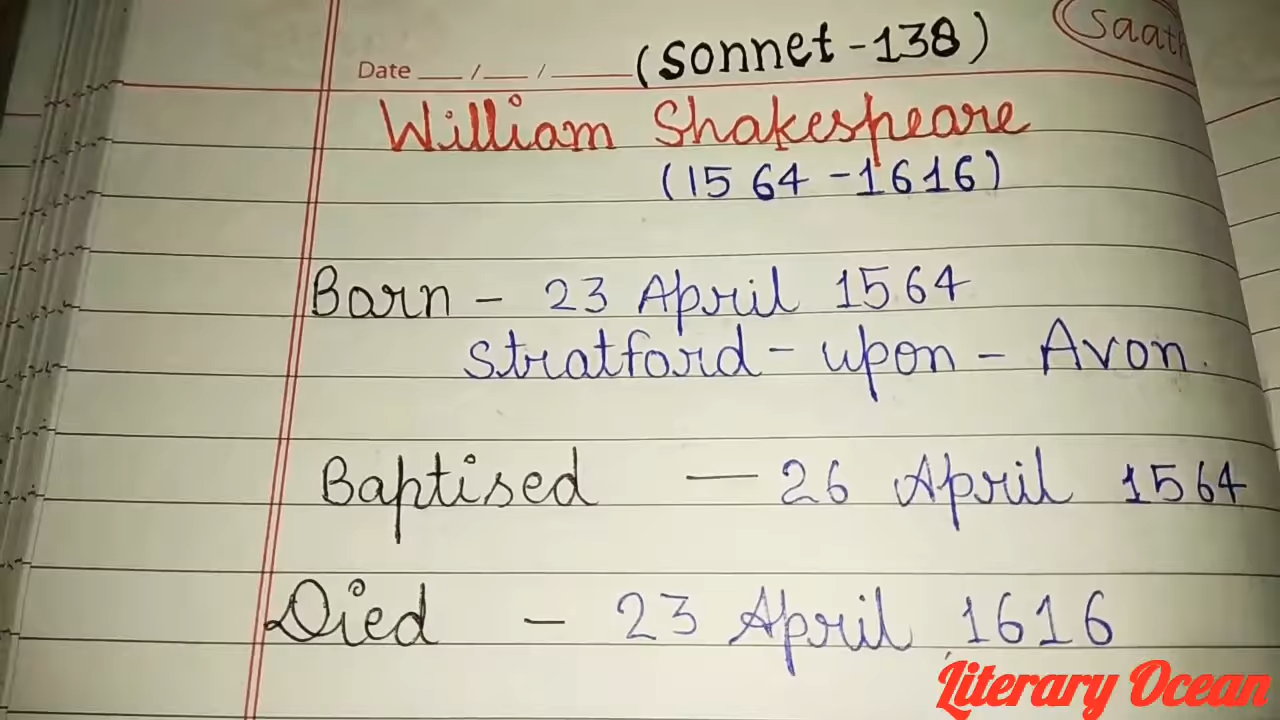 Date __/__/____ (Sonnet - 138)
William Shakespeare
(1564 - 1616)
Born - 23 April 1564
Stratford - upon - Avon.
Baptised — 26 April 1564
Died - 23 April 1616
Literary Ocean